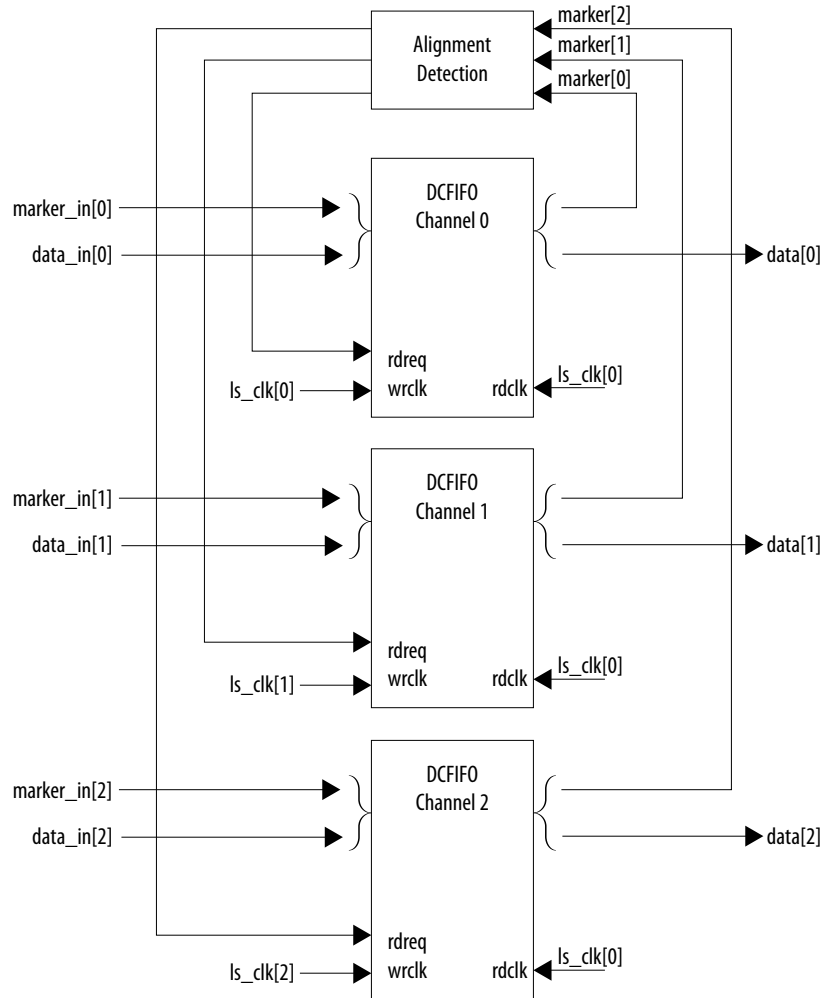 marker[2]
Alignment
Detection
marker[1]
marker[0]
marker_in[0]
data_in[0]
DCFIFO
Channel 0
data[0]
rdreq
ls_clk[0]
wrclk
rdclk
ls_clk[0]
marker_in[1]
data_in[1]
DCFIFO
Channel 1
data[1]
rdreq
ls_clk[1]
wrclk
rdclk
ls_clk[0]
marker_in[2]
data_in[2]
DCFIFO
Channel 2
data[2]
rdreq
ls_clk[2]
wrclk
rdclk
ls_clk[0]